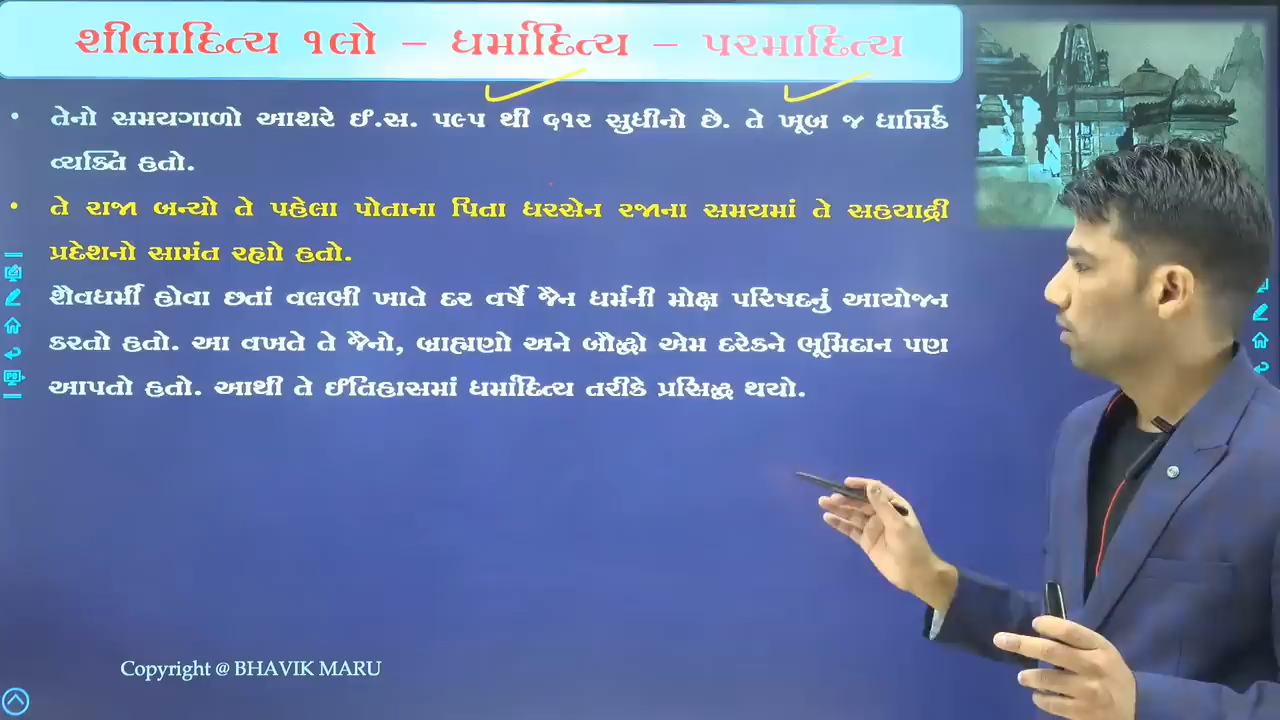 શીલાદિત્ય ૧લો – ધર્માદિત્ય – પરમાદિત્ય
• તેનો સમયગાળો આશરે ઈ.સ. ૫૯૫ થી ૬૧૨ સુધીનો છે. તે ખૂબ જ ધાર્મિક
વ્યક્તિ હતો.
• તે રાજા બન્યો તે પહેલા પોતાના પિતા ધરસેન રજાના સમયમાં તે સહયાદ્રી
પ્રદેશનો સામંત રહ્યો હતો.
શૈવધર્મી હોવા છતાં વલભી ખાતે દર વર્ષે જૈન ધર્મની મોક્ષ પરિષદનું આયોજન
કરતો હતો. આ વખતે તે જૈનો, બ્રાહ્મણો અને બૌદ્ધો એમ દરેકને ભૂમિદાન પણ
આપતો હતો. આથી તે ઈતિહાસમાં ધર્માદિત્ય તરીકે પ્રસિદ્ધ થયો.
Copyright @ BHAVIK MARU